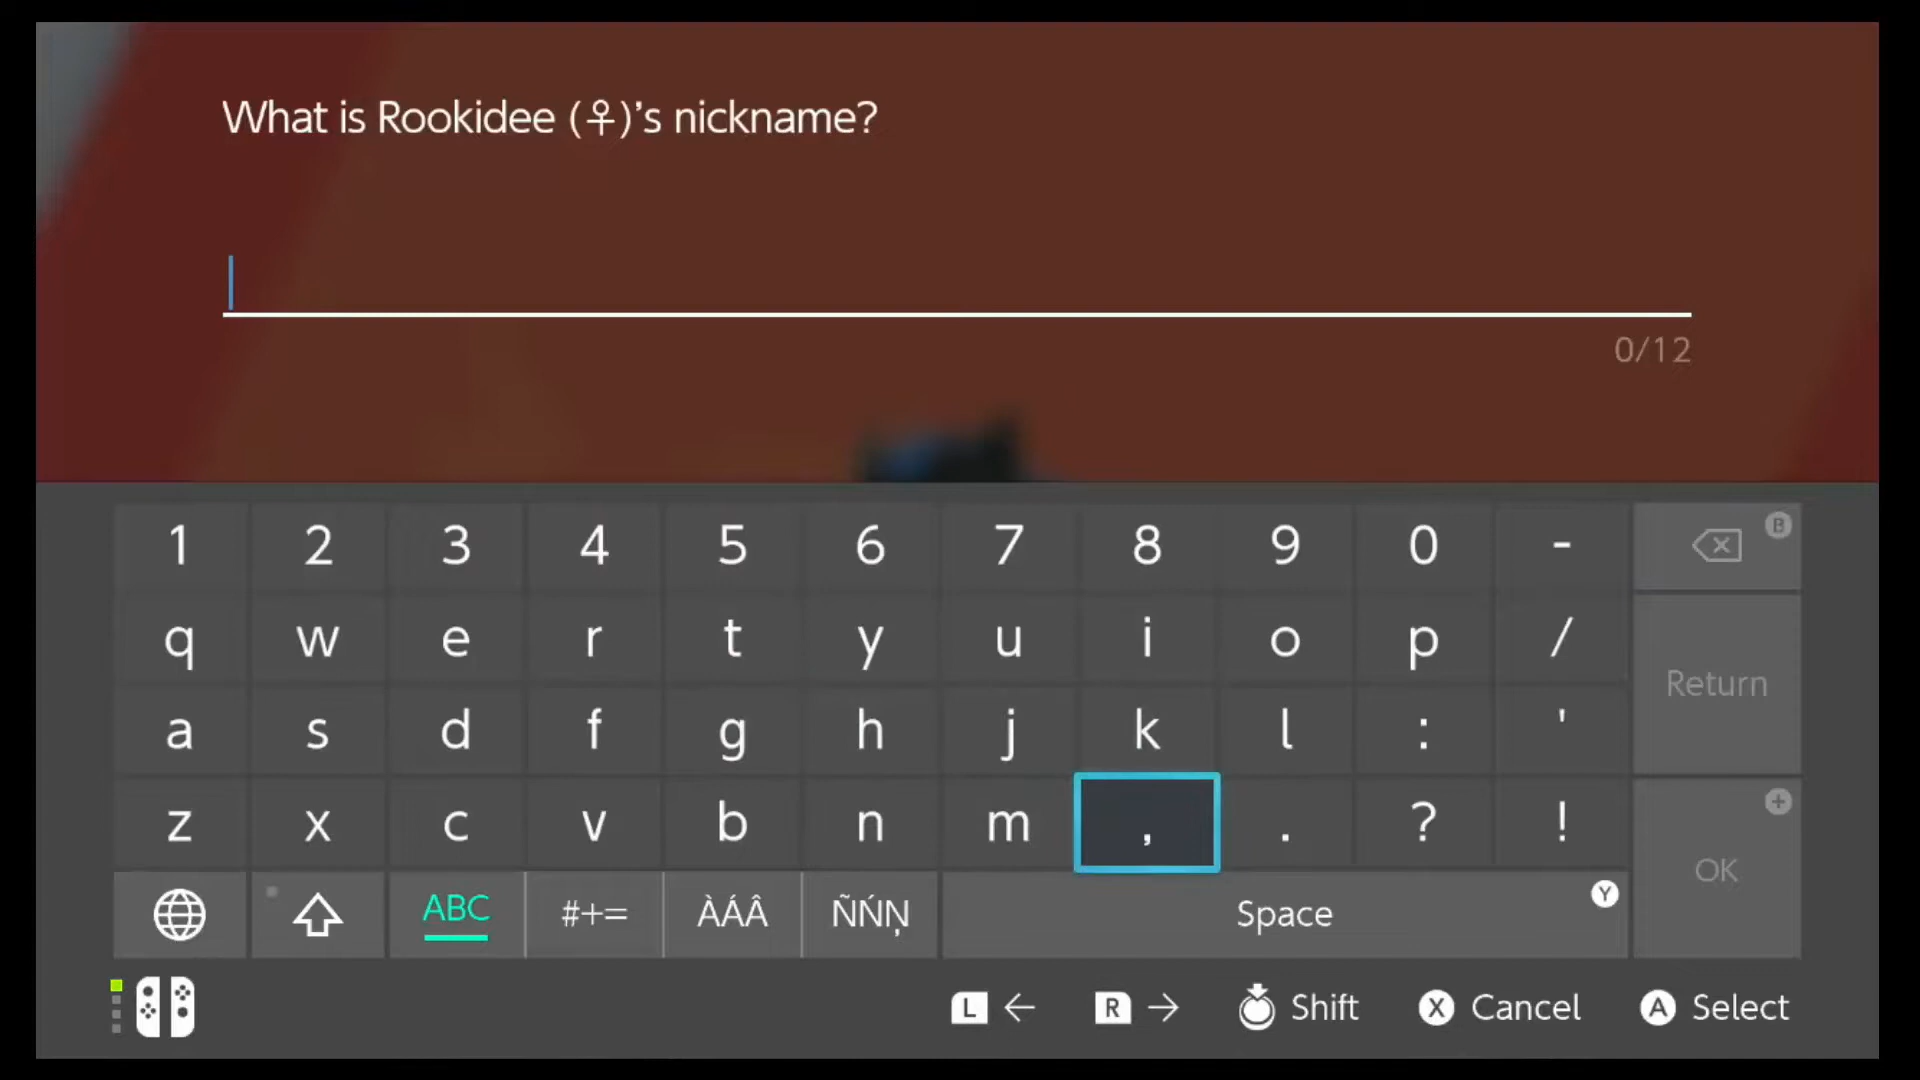 What is Rookidee (♀)'s nickname?
0/12
1 2 3 4 5 6 7 8 9 0 - B
q w e r t y u i o p / Return
a s d f g h j k l : '
z x c v b n m , . ? ! +
ABC #+= ÀÁÂ ÑŃŅ Space Y OK
L ← R → Shift X Cancel A Select